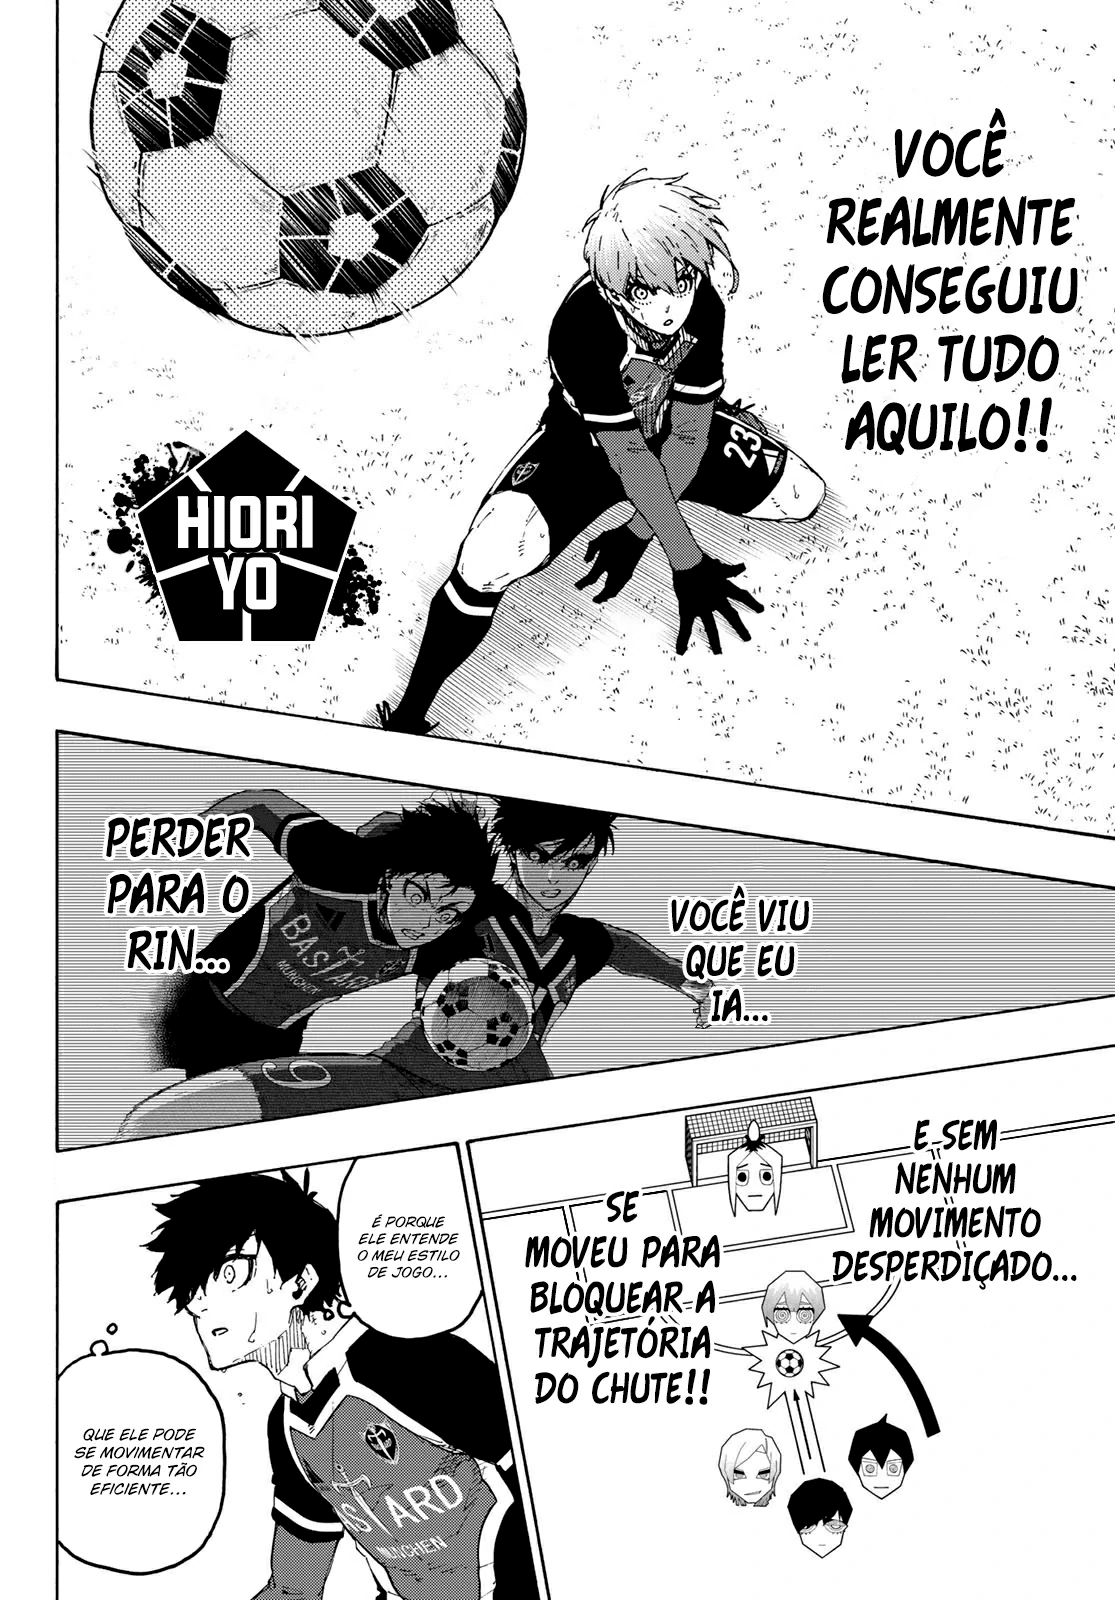 VOCÊ
REALMENTE
CONSEGUIU
LER TUDO
AQUILO!!
23
HIORI
YO
VOCÊ VIU
QUE EU
IA...
PERDER
PARA O
RIN...
BASTARD
MÜNCHEN
9
E SEM
NENHUM
MOVIMENTO
DESPERDIÇADO...
SE
MOVEU PARA
BLOQUEAR A
TRAJETÓRIA
DO CHUTE!!
É PORQUE
ELE ENTENDE
O MEU ESTILO
DE JOGO...
QUE ELE PODE
SE MOVIMENTAR
DE FORMA TÃO
EFICIENTE...
ASTARD
MÜNCHEN